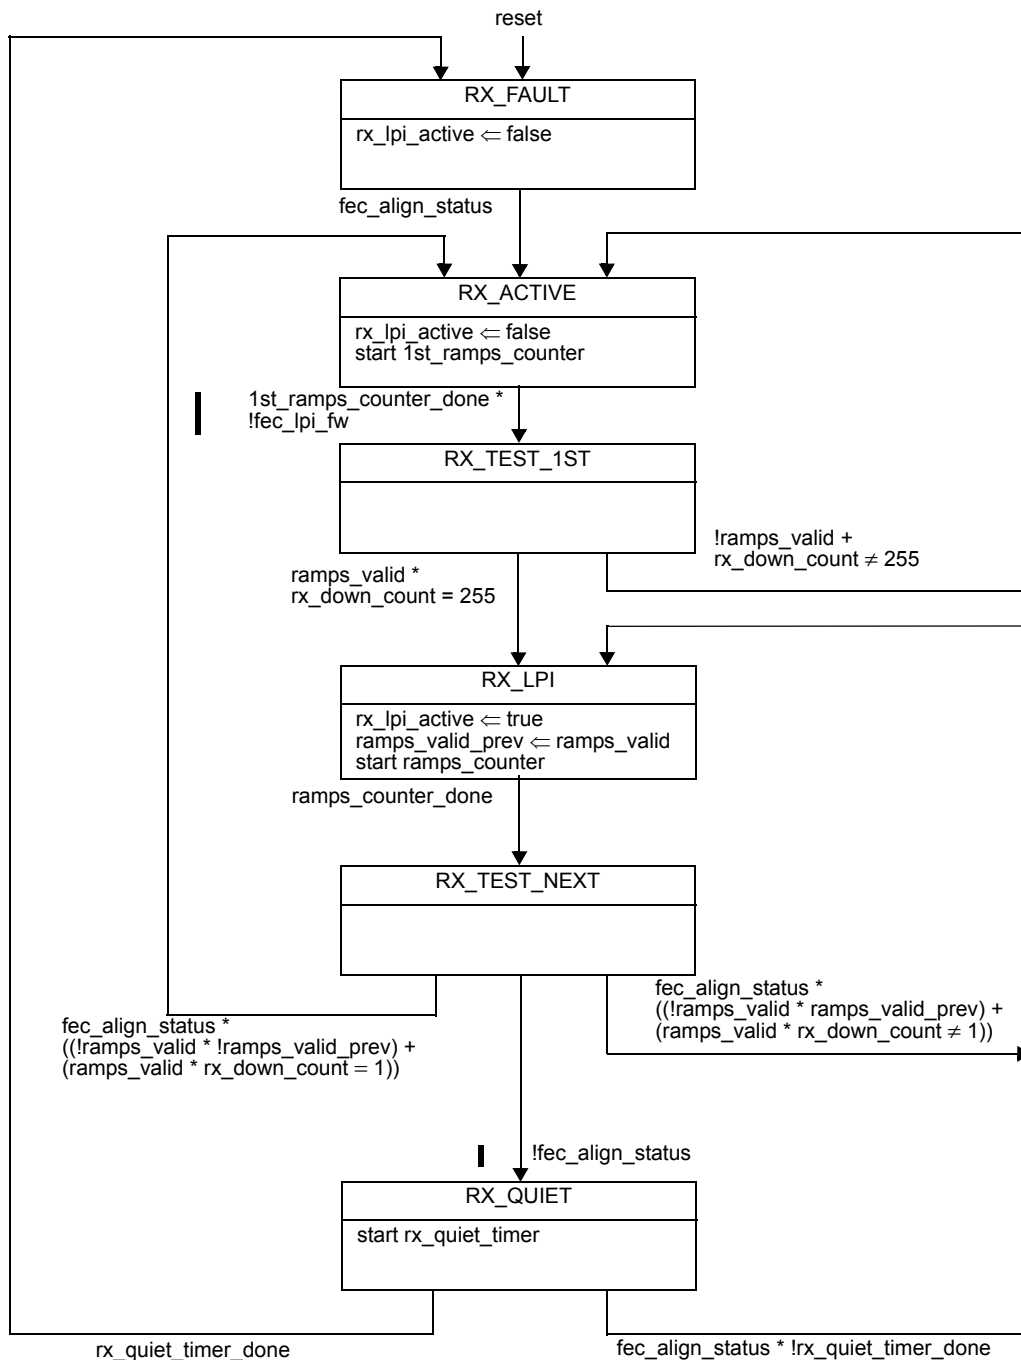 reset
RX_FAULT
rx_lpi_active ⇐ false
fec_align_status
RX_ACTIVE
rx_lpi_active ⇐ false
start 1st_ramps_counter
1st_ramps_counter_done *
!fec_lpi_fw
RX_TEST_1ST
!ramps_valid +
rx_down_count ≠ 255
ramps_valid *
rx_down_count = 255
RX_LPI
rx_lpi_active ⇐ true
ramps_valid_prev ⇐ ramps_valid
start ramps_counter
ramps_counter_done
RX_TEST_NEXT
fec_align_status *
((!ramps_valid * ramps_valid_prev) +
(ramps_valid * rx_down_count ≠ 1))
fec_align_status *
((!ramps_valid * !ramps_valid_prev) +
(ramps_valid * rx_down_count = 1))
!fec_align_status
RX_QUIET
start rx_quiet_timer
rx_quiet_timer_done
fec_align_status * !rx_quiet_timer_done